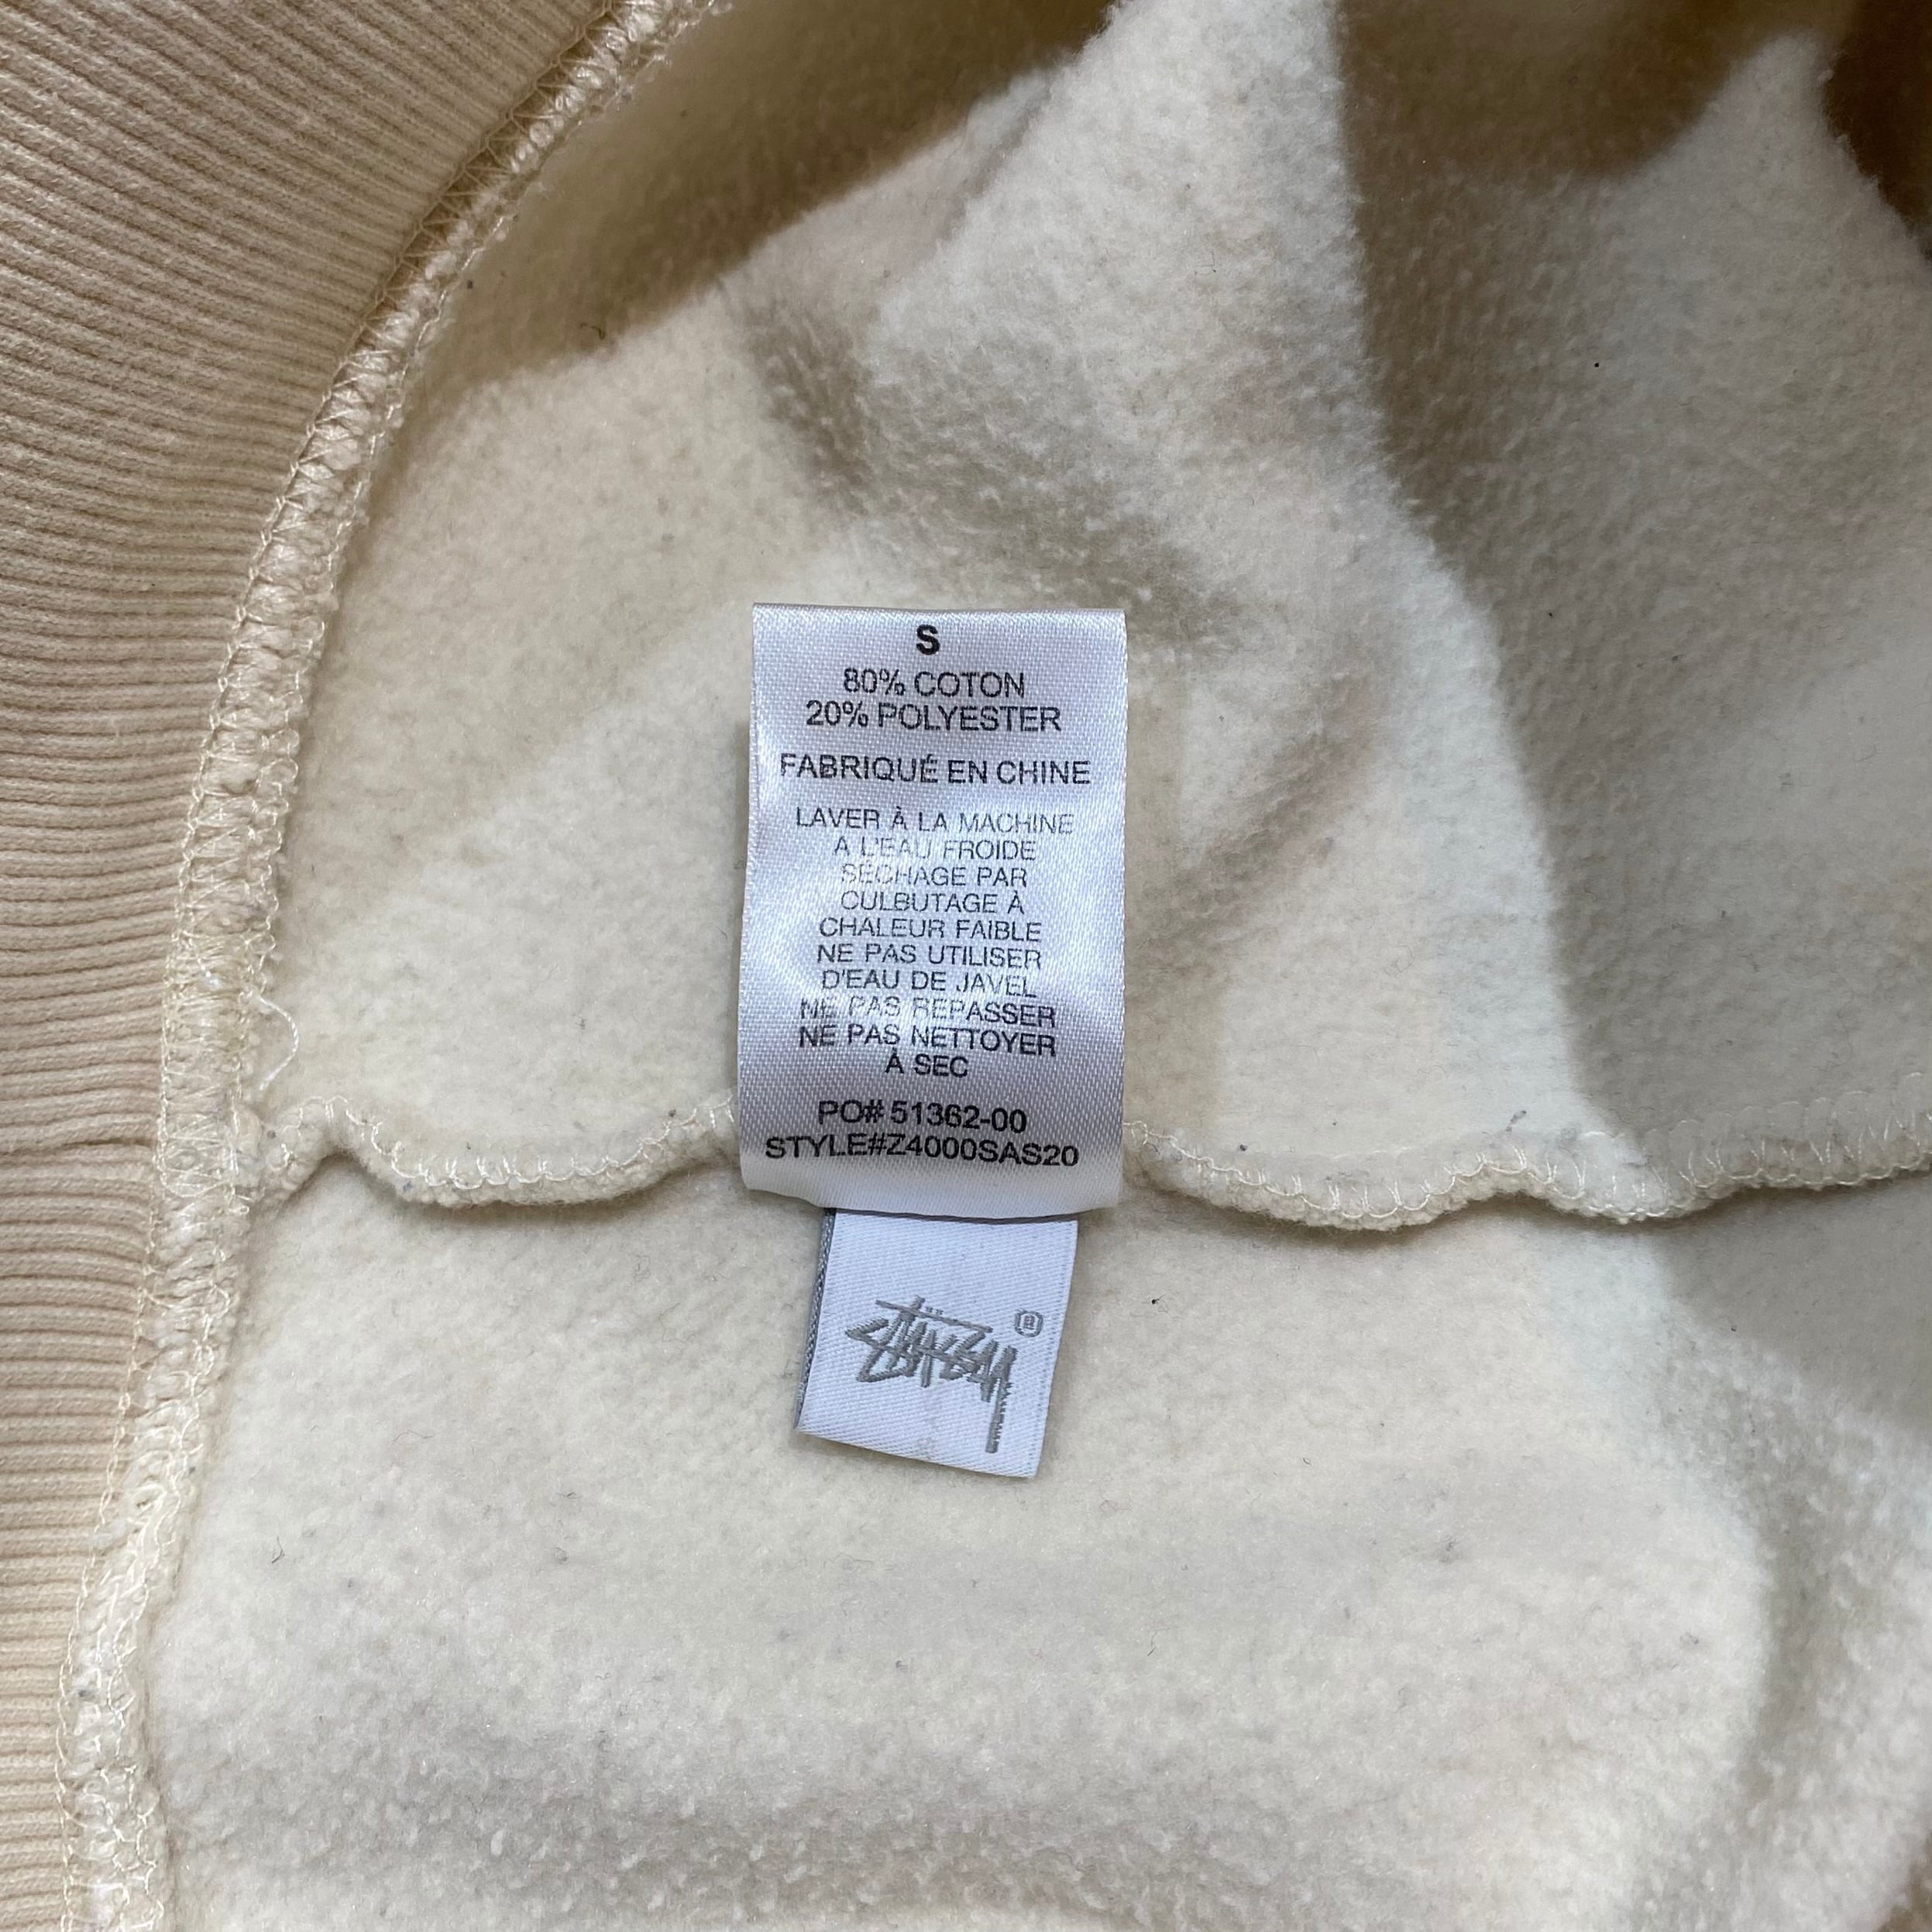 S
80% COTON
20% POLYESTER
FABRIQUÉ EN CHINE
LAVER À LA MACHINE
A L'EAU FROIDE
SÉCHAGE PAR
CULBUTAGE À
CHALEUR FAIBLE
NE PAS UTILISER
D'EAU DE JAVEL
NE PAS REPASSER
NE PAS NETTOYER
À SEC
PO# 51362-00
STYLE#Z4000SAS20
Stüssy ®